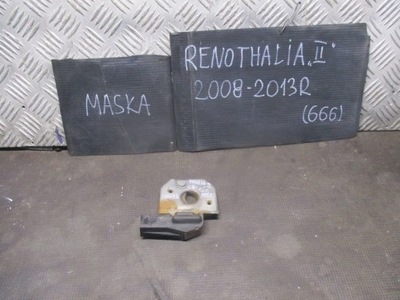 MASKA
RENOTHALIA „II"
2008-2013R
(666)